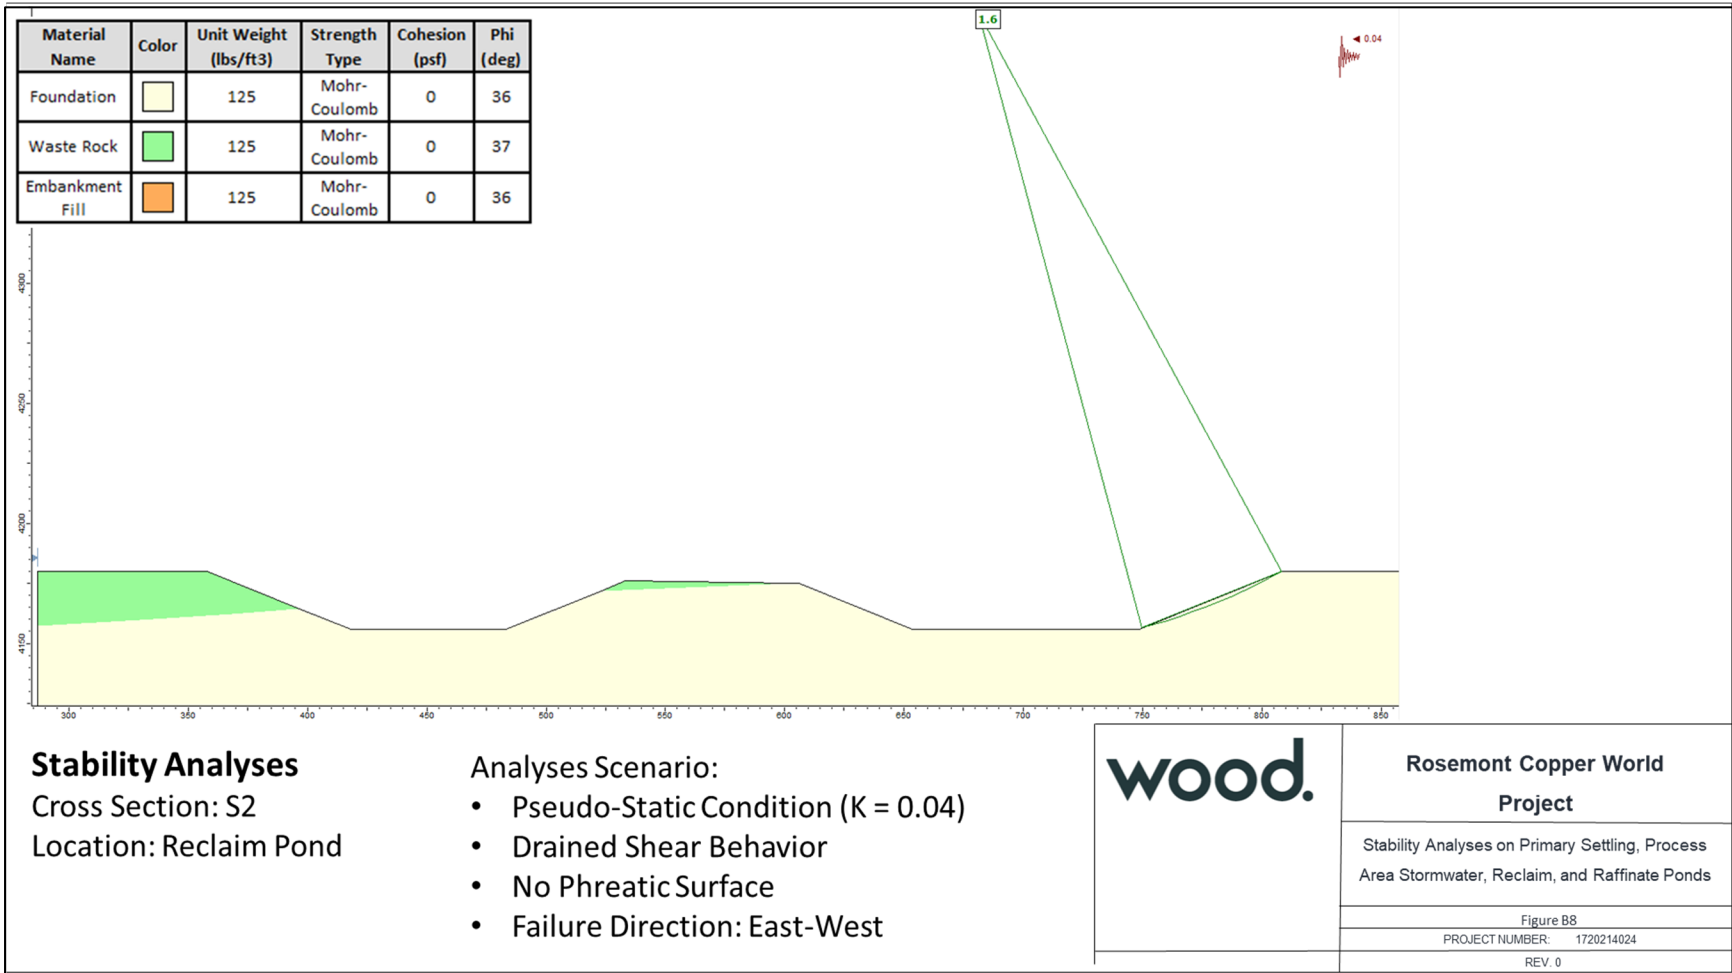 Material Name Color Unit Weight (lbs/ft3) Strength Type Cohesion (psf) Phi (deg)
Foundation 125 Mohr-Coulomb 0 36
Waste Rock 125 Mohr-Coulomb 0 37
Embankment Fill 125 Mohr-Coulomb 0 36
1.6
0.04
4300
4250
4200
4150
300 350 400 450 500 550 600 650 700 750 800 850
Stability Analyses
Cross Section: S2
Location: Reclaim Pond
Analyses Scenario:
• Pseudo-Static Condition (K = 0.04)
• Drained Shear Behavior
• No Phreatic Surface
• Failure Direction: East-West
wood.
Rosemont Copper World
Project
Stability Analyses on Primary Settling, Process
Area Stormwater, Reclaim, and Raffinate Ponds
Figure B8
PROJECT NUMBER: 1720214024
REV. 0